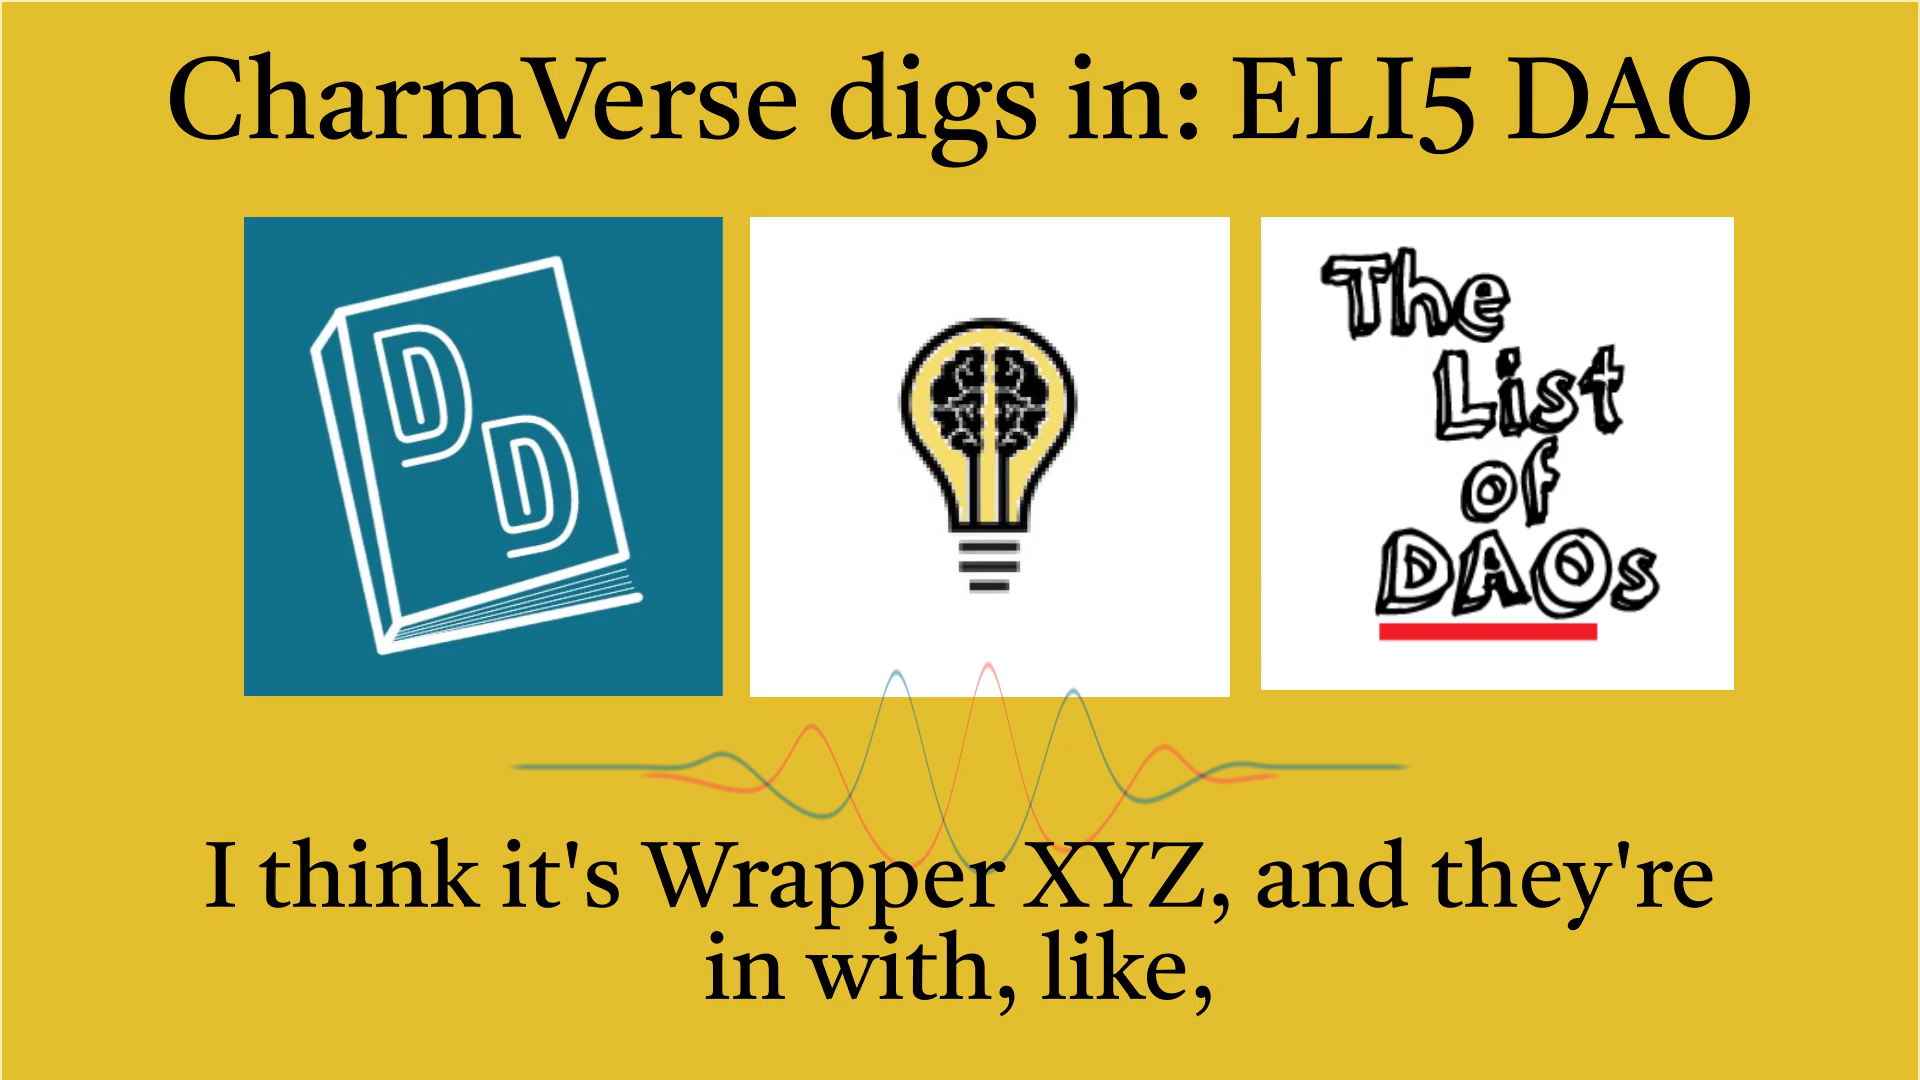 CharmVerse digs in: ELI5 DAO
DD
The
List
of
DAOs
I think it's Wrapper XYZ, and they're
in with, like,